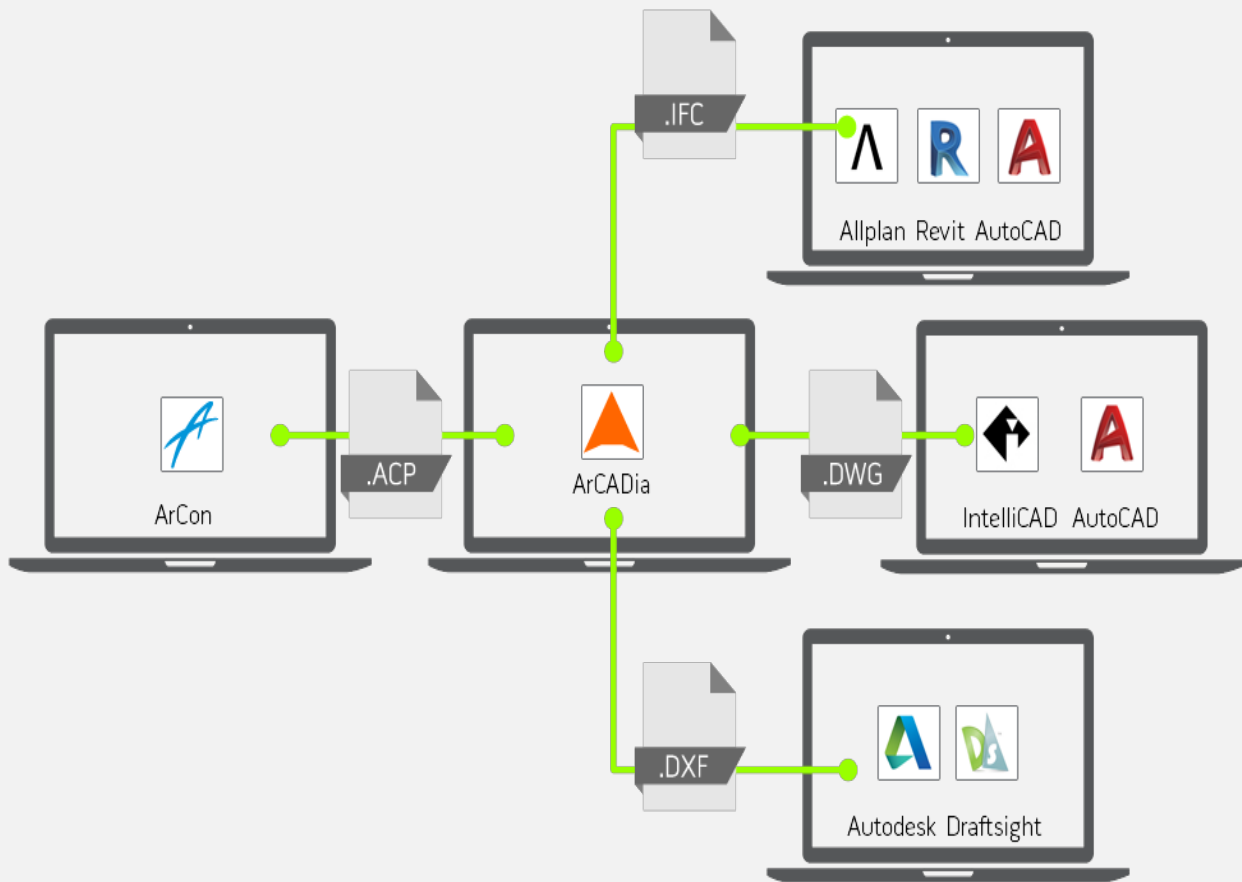 .IFC
Allplan Revit AutoCAD
ArCon
.ACP
ArCADia
.DWG
IntelliCAD AutoCAD
.DXF
Autodesk Draftsight